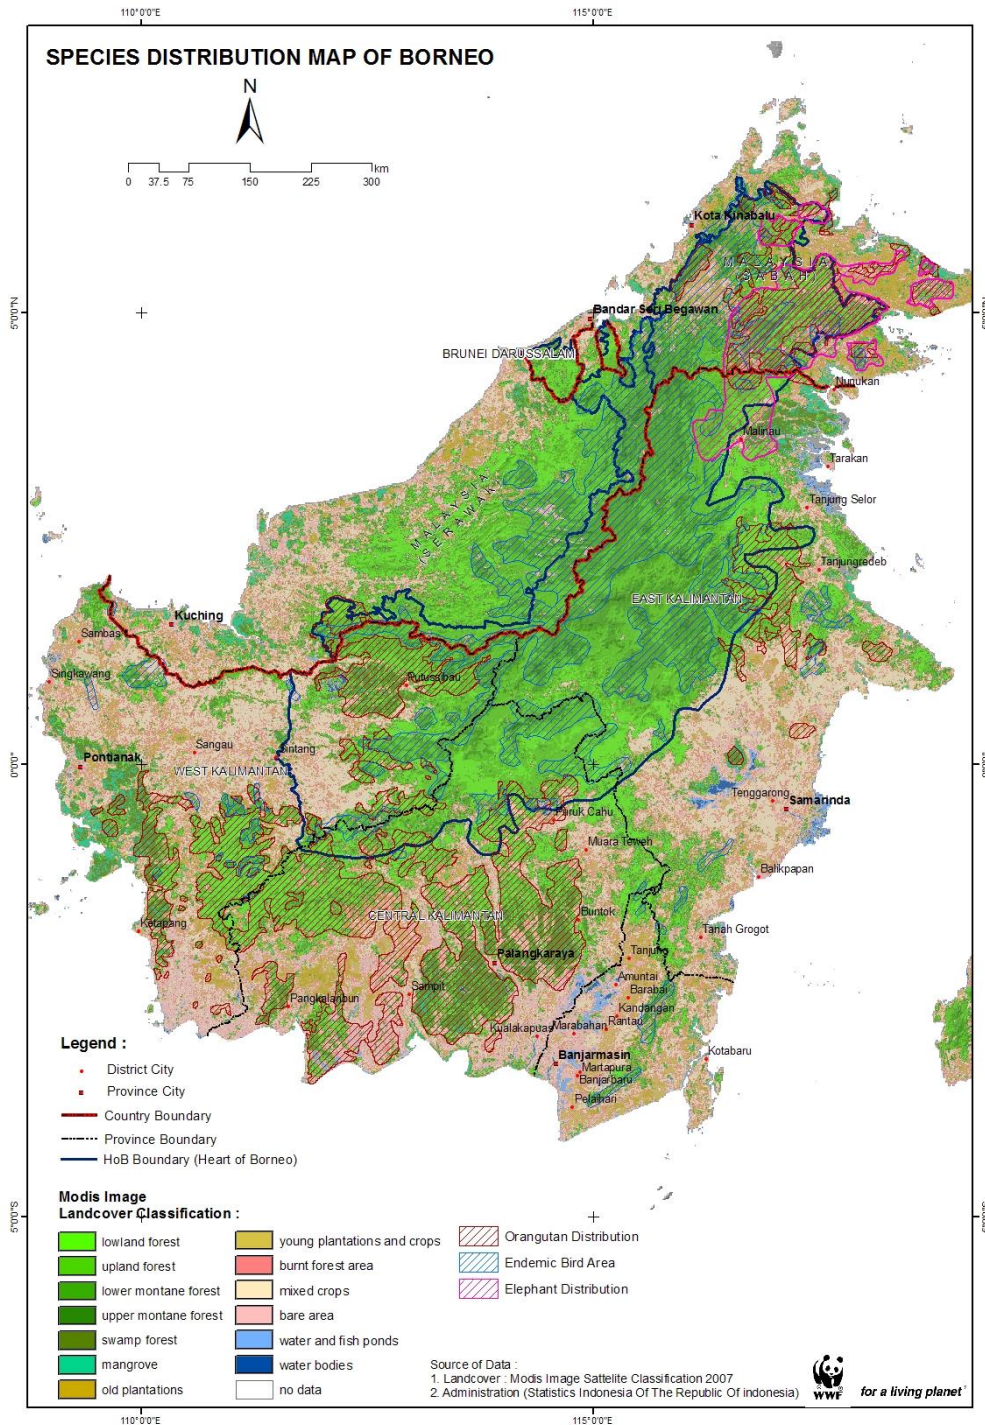 110°0'0"E 115°0'0"E
SPECIES DISTRIBUTION MAP OF BORNEO
N
km
0 37.5 75 150 225 300
Kota Kinabalu
MALAYSIA
SABAH
5°0'0"N
Bandar Seri Begawan
BRUNEI DARUSSALAM
Nunukan
Malinau
Tarakan
MALAYSIA
SERAWAK
Tanjung Selor
Tanjungredeb
EAST KALIMANTAN
Kuching
Sambas
Singkawang
Putussibau
Sangau
Sintang
Pontianak
WEST KALIMANTAN
0°0'0"
Tenggarong
Samarinda
Puruk Cahu
Muara Teweh
Balikpapan
CENTRAL KALIMANTAN
Buntok
Ketapang
Tanah Grogot
Palangkaraya
Tanjung
Amuntai
Barabai
Sampit
Pangkalanbun
Kandangan
Kualakapuas
Marabahan
Rantau
Banjarmasin
Martapura
Banjarbaru
Kotabaru
Pelaihari
Legend :
District City
Province City
Country Boundary
Province Boundary
HoB Boundary (Heart of Borneo)
Modis Image
Landcover Classification :
5°0'0"S
lowland forest
upland forest
lower montane forest
upper montane forest
swamp forest
mangrove
old plantations
young plantations and crops
burnt forest area
mixed crops
bare area
water and fish ponds
water bodies
no data
Orangutan Distribution
Endemic Bird Area
Elephant Distribution
Source of Data :
1. Landcover : Modis Image Sattelite Classification 2007
2. Administration (Statistics Indonesia Of The Republic Of indonesia)
WWF
for a living planet
110°0'0"E 115°0'0"E